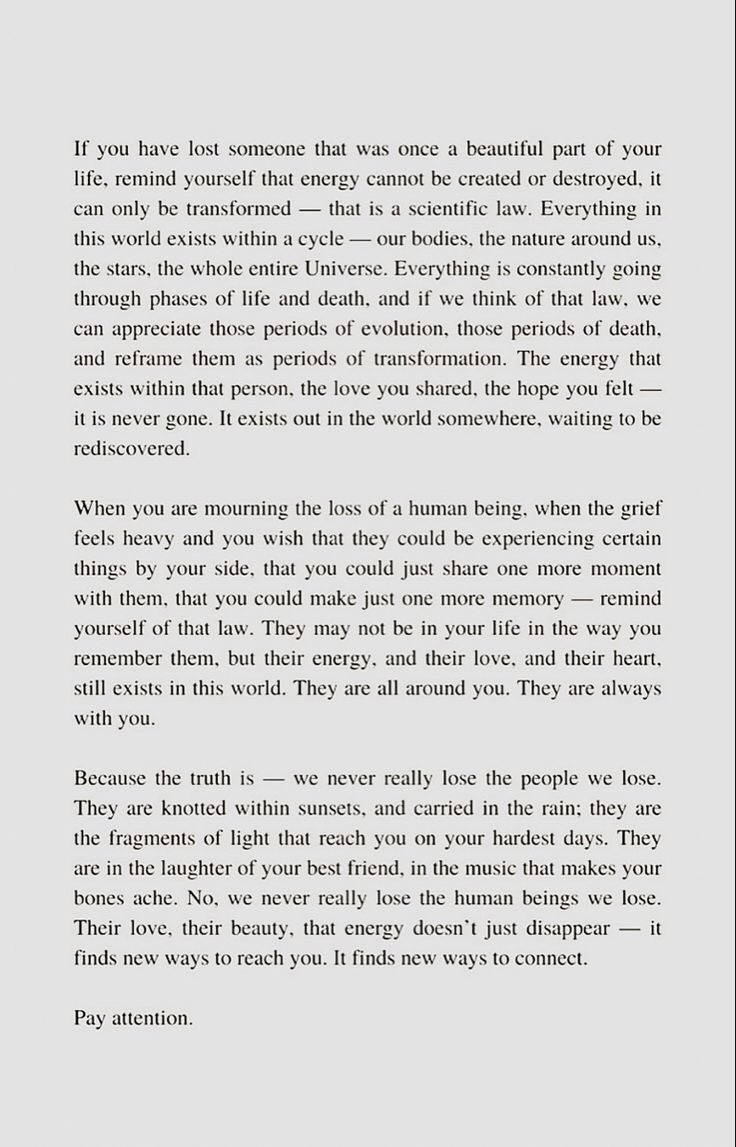 If you have lost someone that was once a beautiful part of your
life, remind yourself that energy cannot be created or destroyed, it
can only be transformed — that is a scientific law. Everything in
this world exists within a cycle — our bodies, the nature around us,
the stars, the whole entire Universe. Everything is constantly going
through phases of life and death, and if we think of that law, we
can appreciate those periods of evolution, those periods of death,
and reframe them as periods of transformation. The energy that
exists within that person, the love you shared, the hope you felt —
it is never gone. It exists out in the world somewhere, waiting to be
rediscovered.

When you are mourning the loss of a human being, when the grief
feels heavy and you wish that they could be experiencing certain
things by your side, that you could just share one more moment
with them, that you could make just one more memory — remind
yourself of that law. They may not be in your life in the way you
remember them, but their energy, and their love, and their heart,
still exists in this world. They are all around you. They are always
with you.

Because the truth is — we never really lose the people we lose.
They are knotted within sunsets, and carried in the rain; they are
the fragments of light that reach you on your hardest days. They
are in the laughter of your best friend, in the music that makes your
bones ache. No, we never really lose the human beings we lose.
Their love, their beauty, that energy doesn't just disappear — it
finds new ways to reach you. It finds new ways to connect.

Pay attention.